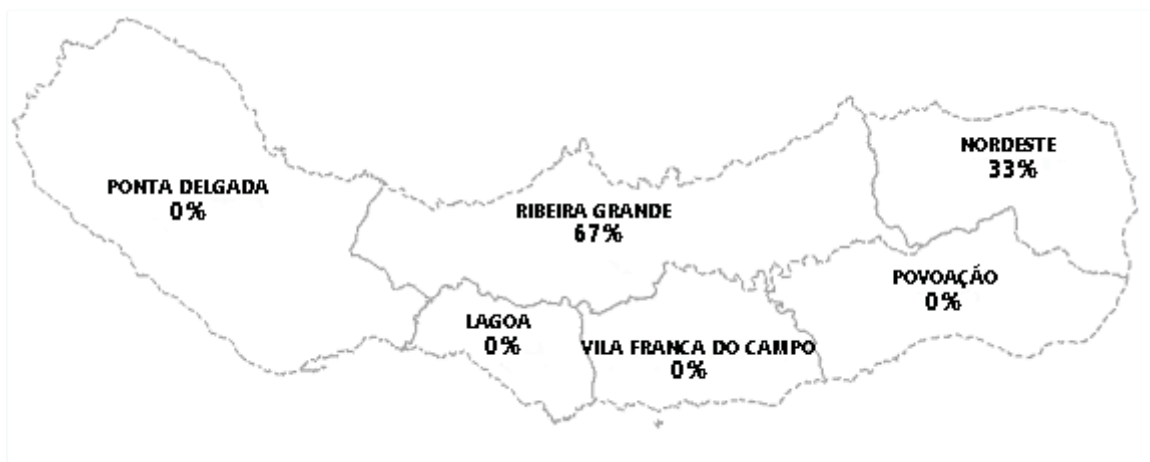 NORDESTE
33%
PONTA DELGADA
0%
RIBEIRA GRANDE
67%
POVOAÇÃO
0%
LAGOA
0%
VILA FRANCA DO CAMPO
0%